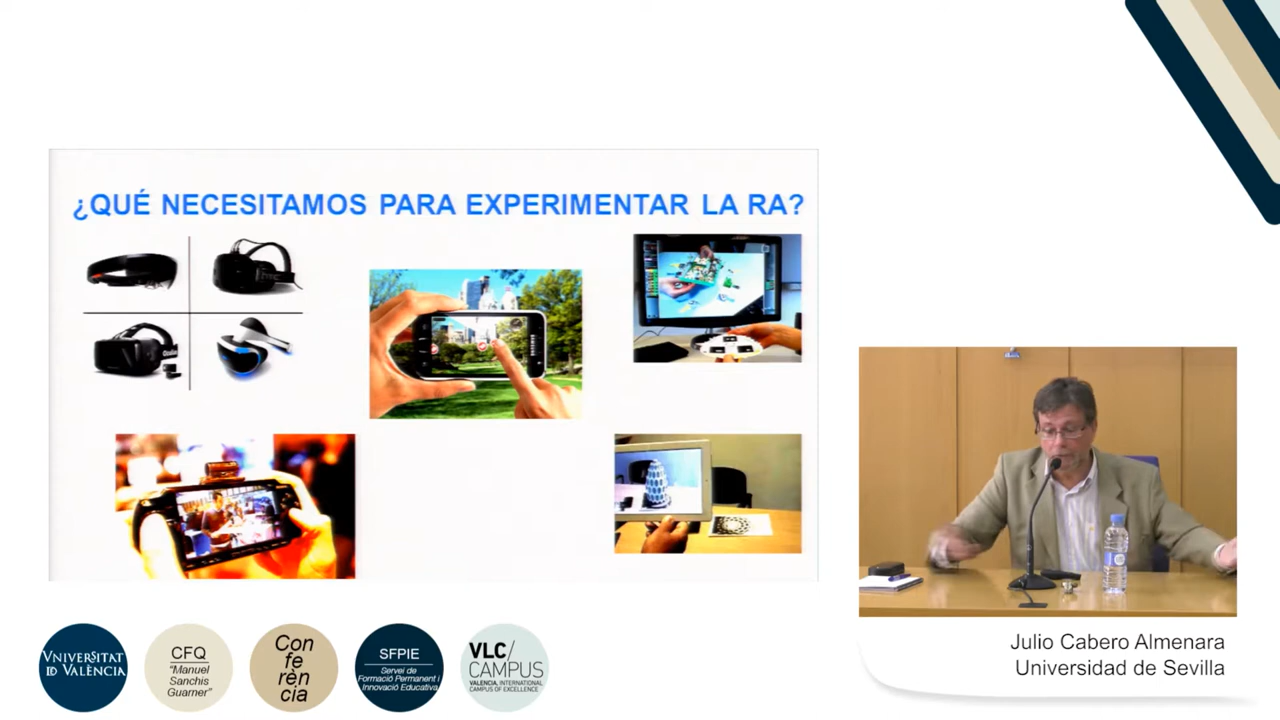 ¿QUÉ NECESITAMOS PARA EXPERIMENTAR LA RA?
Julio Cabero Almenara
Universidad de Sevilla
VNIVERSITAT
ID VALÈNCIA
CFQ
"Manuel
Sanchis
Guarner"
Con
fe
rèn
cia
SFPIE
Servei de
Formació Permanent i
Innovació Educativa
VLC/
CAMPUS
VALENCIA, INTERNATIONAL
CAMPUS OF EXCELLENCE